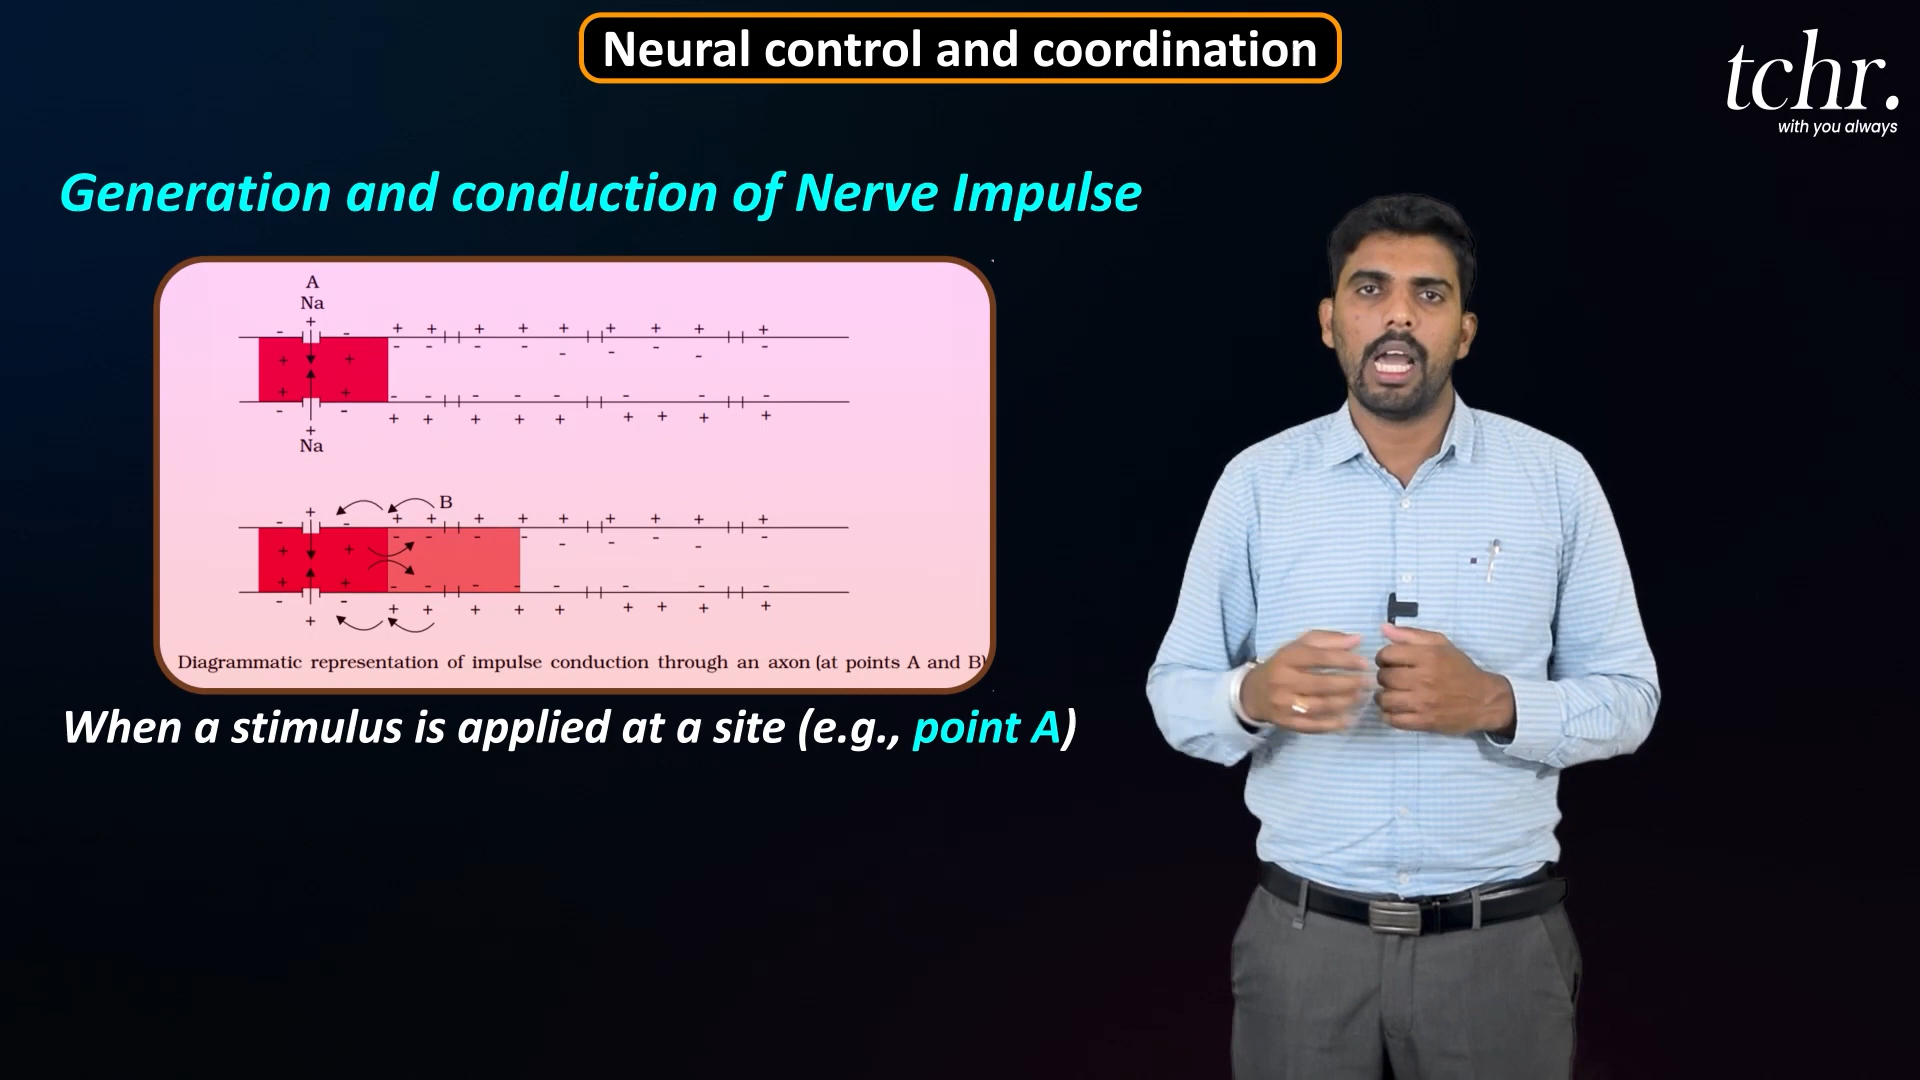 Neural control and coordination
tchr.
with you always
Generation and conduction of Nerve Impulse
A
Na
+
- -
+ + + + + + + + +
- - - - - - - - -
+ +
+ +
- - - - - - - - -
- -
+ + + + + + + + +
+
Na
B
+
- -
+ + + + + + + + +
- - - - - - - - -
+ +
+ +
- - - - - - - - -
- -
+ + + + + + + + +
+
Diagrammatic representation of impulse conduction through an axon (at points A and B)
When a stimulus is applied at a site (e.g., point A)